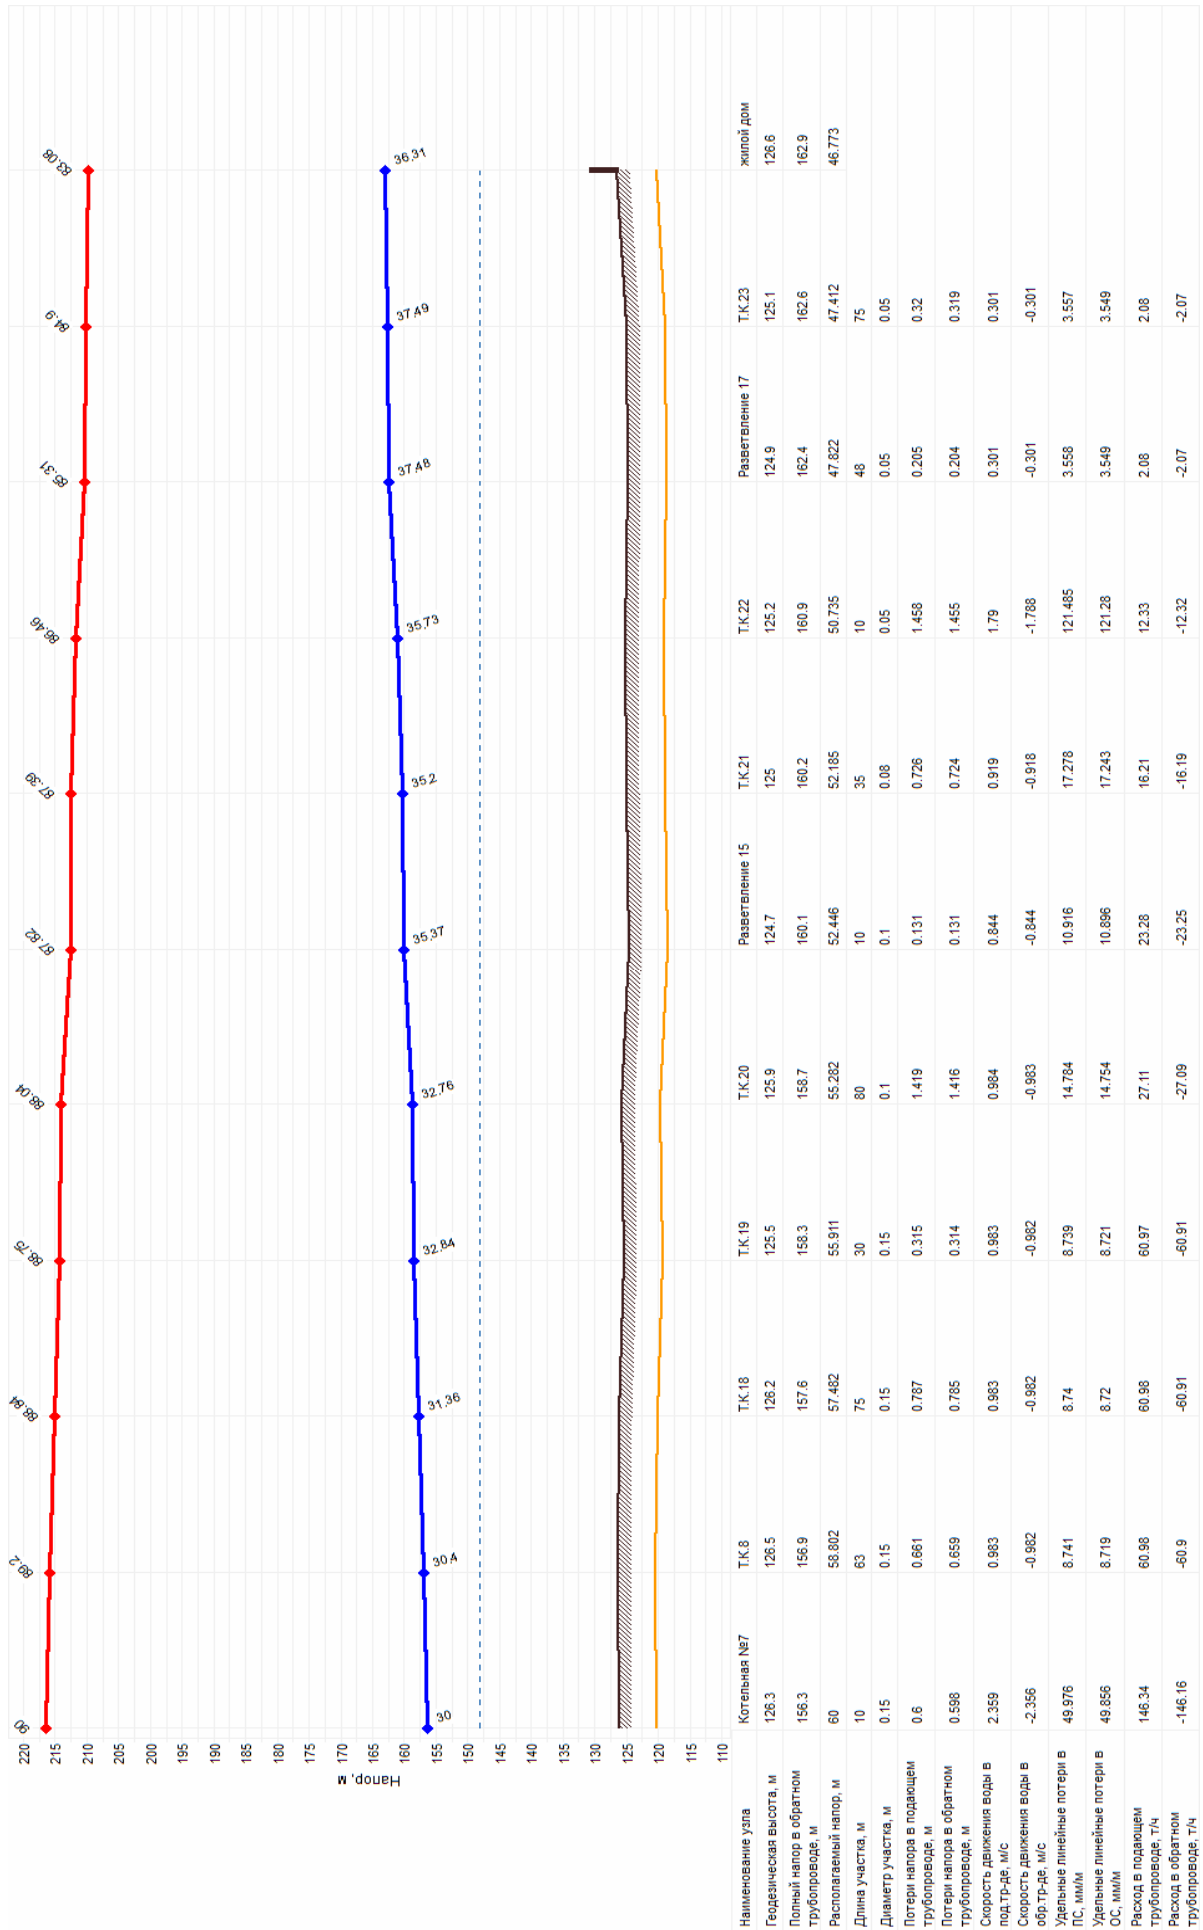 90 89.2 88.84 88.75 88.04 87.82 87.39 86.46 85.31 84.9 83.08
220
215
210
205
200
195
190
185
180
175
170
165
160
155
150
145
140
135
130
125
120
115
110
Напор, м
30 30.4 31.36 32.84 32.76 35.37 35.2 35.73 37.48 37.49 36.31
Наименование узла Котельная №7 Т.К.8 Т.К.18 Т.К.19 Т.К.20 Разветвление 15 Т.К.21 Т.К.22 Разветвление 17 Т.К.23 жилой дом
Геодезическая высота, м 126.3 126.5 126.2 125.5 125.9 124.7 125 125.2 124.9 125.1 126.6
Полный напор в обратном
трубопроводе, м 156.3 156.9 157.6 158.3 158.7 160.1 160.2 160.9 162.4 162.6 162.9
Располагаемый напор, м 60 58.802 57.482 55.911 55.282 52.446 52.185 50.735 47.822 47.412 46.773
Длина участка, м 10 63 75 30 80 10 35 10 48 75
Диаметр участка, м 0.15 0.15 0.15 0.15 0.1 0.1 0.08 0.05 0.05 0.05
Потери напора в подающем
трубопроводе, м 0.6 0.661 0.787 0.315 1.419 0.131 0.726 1.458 0.205 0.32
Потери напора в обратном
трубопроводе, м 0.598 0.659 0.785 0.314 1.416 0.131 0.724 1.455 0.204 0.319
Скорость движения воды в
под.тр-де, м/с 2.359 0.983 0.983 0.983 0.984 0.844 0.919 1.79 0.301 0.301
Скорость движения воды в
обр.тр-де, м/с -2.356 -0.982 -0.982 -0.982 -0.983 -0.844 -0.918 -1.788 -0.301 -0.301
Удельные линейные потери в
ПС, мм/м 49.976 8.741 8.74 8.739 14.784 10.916 17.278 121.485 3.558 3.557
Удельные линейные потери в
ОС, мм/м 49.856 8.719 8.72 8.721 14.754 10.896 17.243 121.28 3.549 3.549
Расход в подающем
трубопроводе, т/ч 146.34 60.98 60.98 60.97 27.11 23.28 16.21 12.33 2.08 2.08
Расход в обратном
трубопроводе, т/ч -146.16 -60.9 -60.91 -60.91 -27.09 -23.25 -16.19 -12.32 -2.07 -2.07